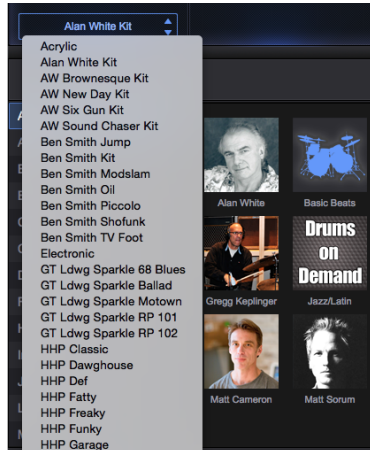 Alan White Kit
Acrylic
Alan White Kit
AW Brownesque Kit
AW New Day Kit
AW Six Gun Kit
AW Sound Chaser Kit
Ben Smith Jump
Ben Smith Kit
Ben Smith Modslam
Ben Smith Oil
Ben Smith Piccolo
Ben Smith Shofunk
Ben Smith TV Foot
Electronic
GT Ldwg Sparkle 68 Blues
GT Ldwg Sparkle Ballad
GT Ldwg Sparkle Motown
GT Ldwg Sparkle RP 101
GT Ldwg Sparkle RP 102
HHP Classic
HHP Dawghouse
HHP Def
HHP Fatty
HHP Freaky
HHP Funky
HHP Garage
Alan White
Basic Beats
Drums
on
Demand
Gregg Keplinger
Jazz/Latin
Matt Cameron
Matt Sorum